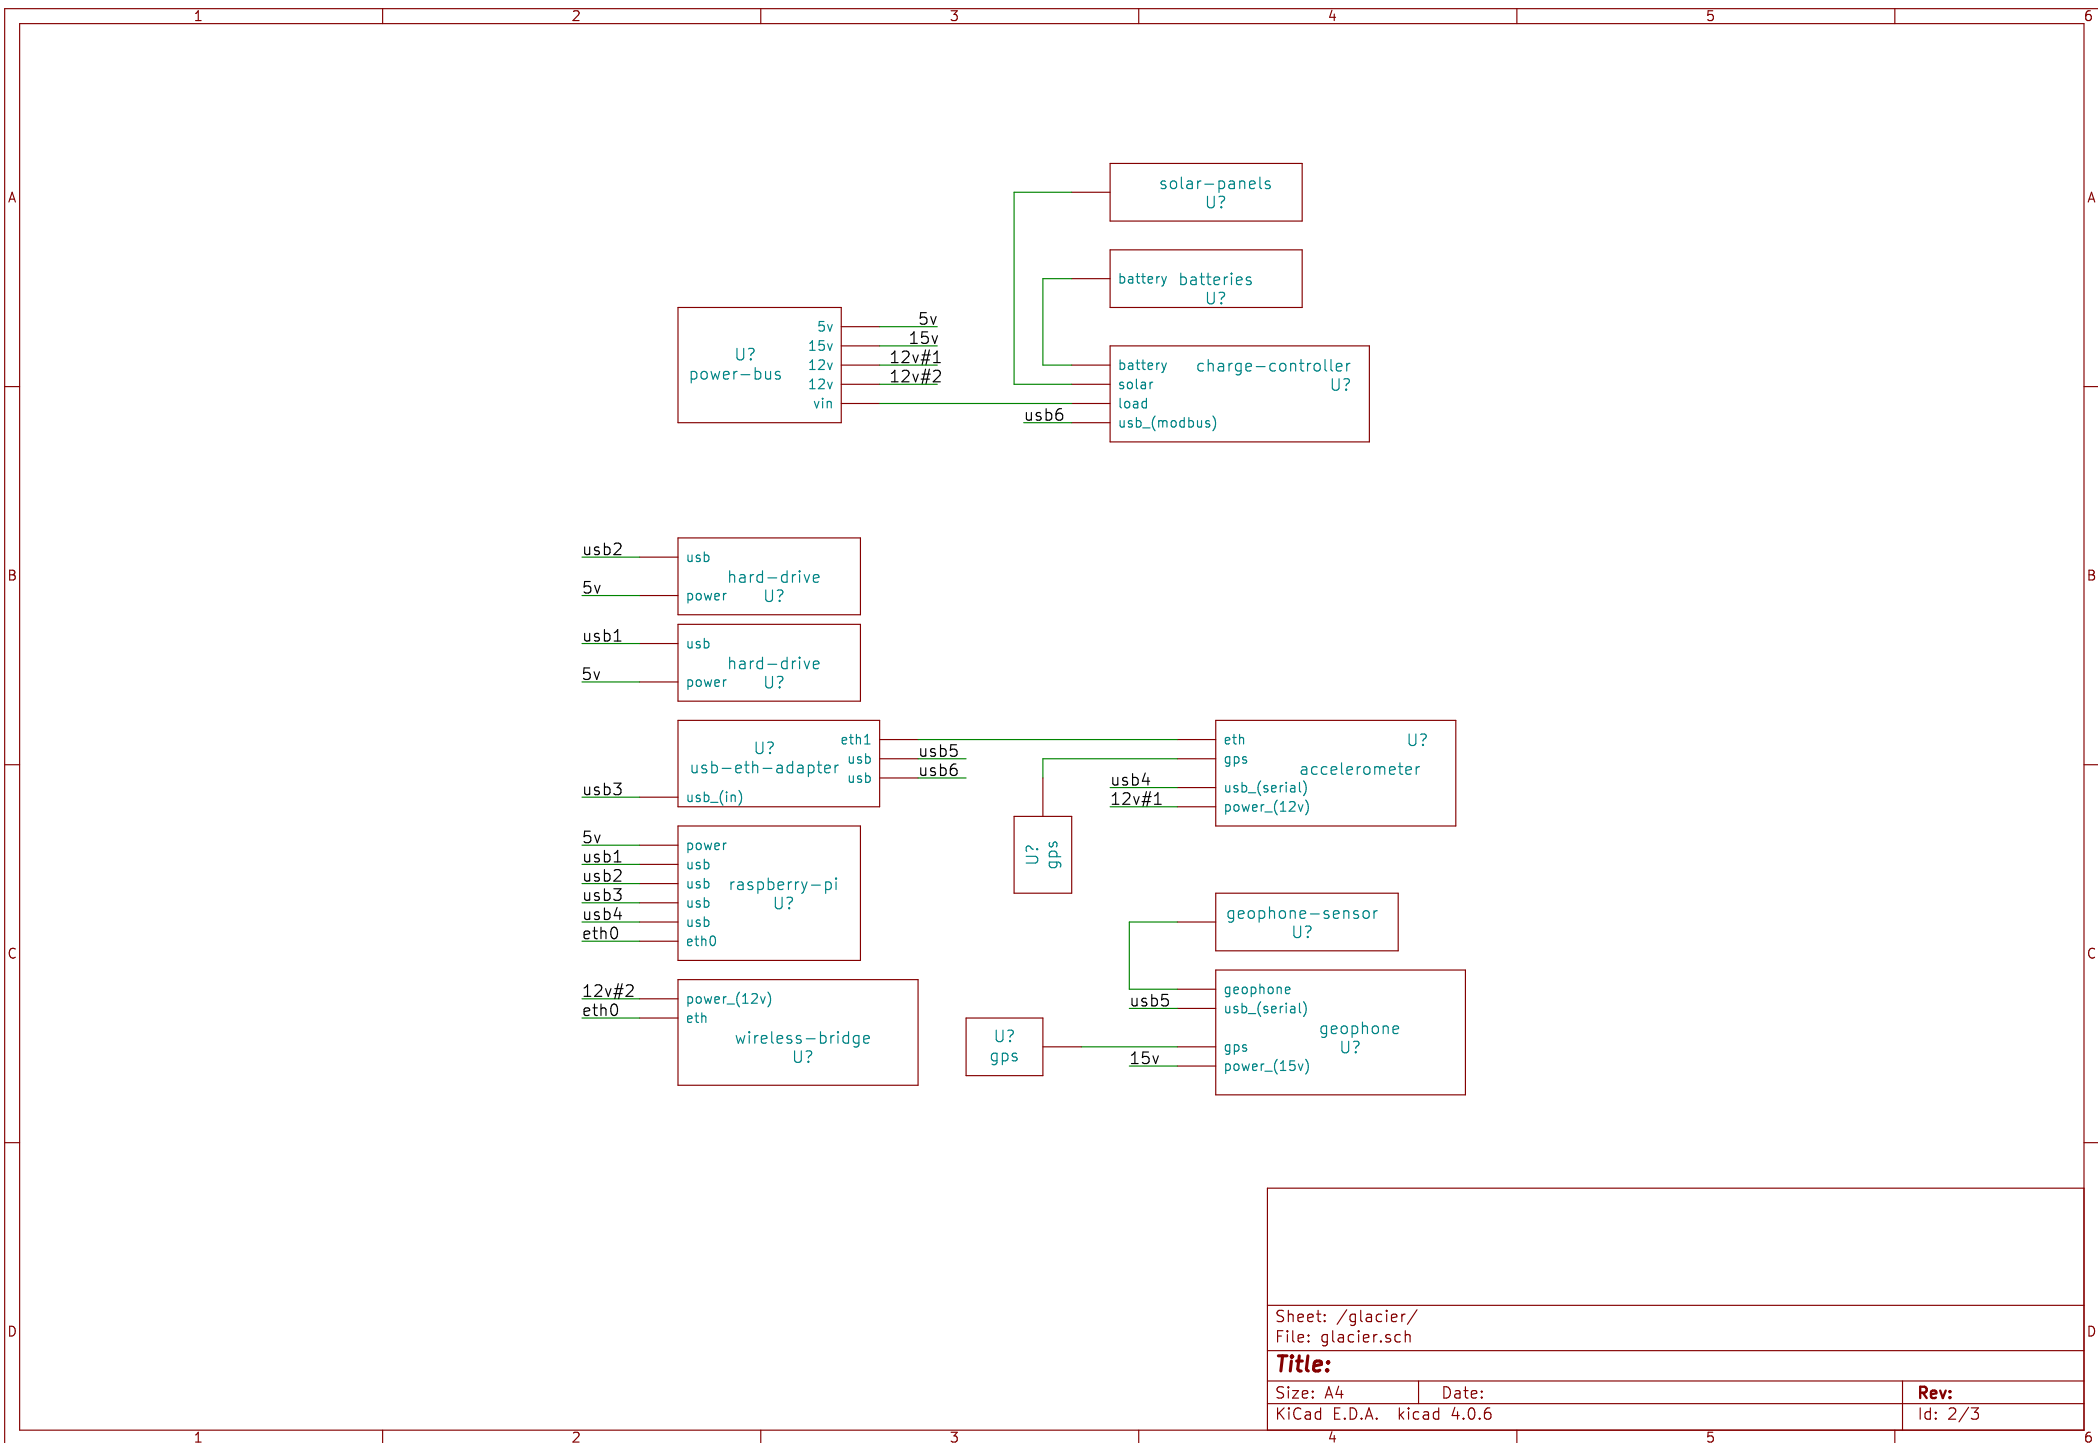 1 2 3 4 5 6
A A
solar-panels
U?
battery batteries
U?
U?
power-bus
5v 5v
15v 15v
12v 12v#1
12v 12v#2
vin
battery charge-controller
solar U?
load
usb6 usb_(modbus)
B B
usb2 usb
hard-drive
5v power U?
usb1 usb
hard-drive
5v power U?
U? eth1
usb-eth-adapter usb usb5
usb usb6
usb3 usb_(in)
eth U?
gps
accelerometer
usb4 usb_(serial)
12v#1 power_(12v)
U?
gps
5v power
usb1 usb
usb2 usb raspberry-pi
usb3 usb U?
usb4 usb
eth0 eth0
C C
geophone-sensor
U?
12v#2 power_(12v)
eth0 eth
wireless-bridge
U?
geophone
usb5 usb_(serial)
geophone
U?
U?
gps
gps
15v power_(15v)
D D
Sheet: /glacier/
File: glacier.sch
Title:
Size: A4 Date: Rev:
KiCad E.D.A. kicad 4.0.6 Id: 2/3
1 2 3 4 5 6